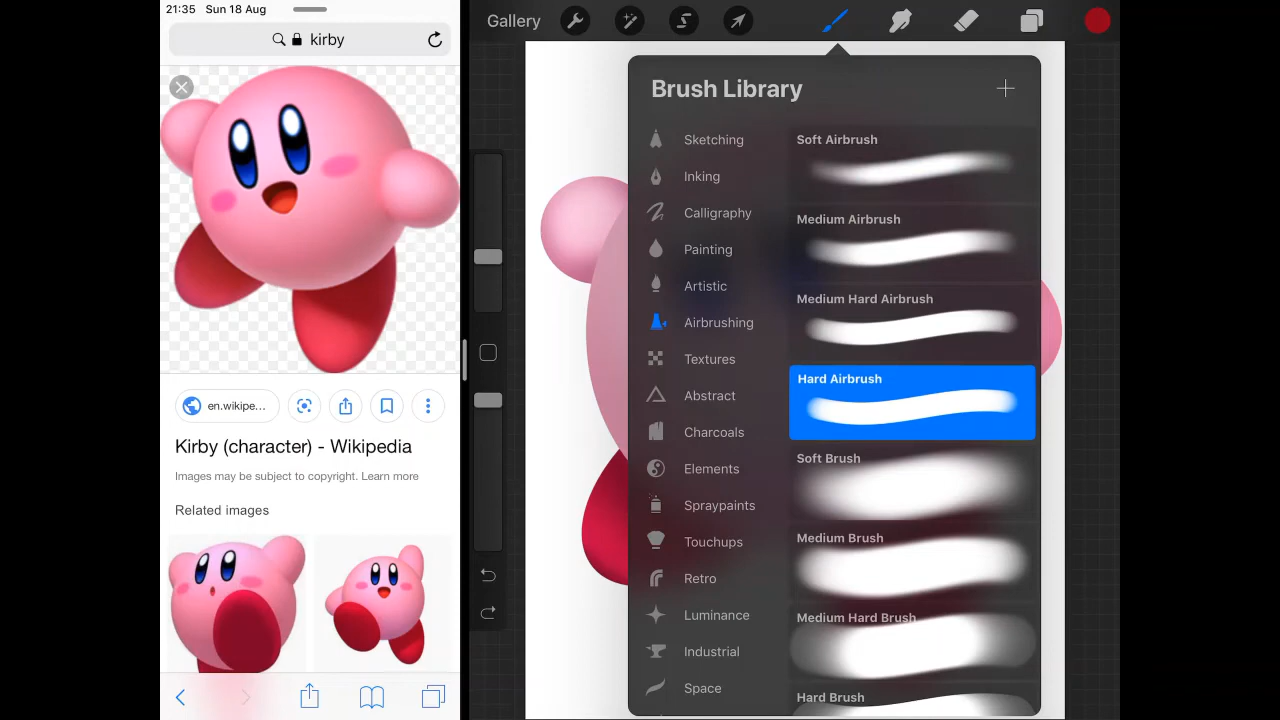 21:35 Sun 18 Aug
kirby
en.wikipe...
Kirby (character) - Wikipedia
Images may be subject to copyright. Learn more
Related images
Gallery
Brush Library
Sketching
Inking
Calligraphy
Painting
Artistic
Airbrushing
Textures
Abstract
Charcoals
Elements
Spraypaints
Touchups
Retro
Luminance
Industrial
Space
Soft Airbrush
Medium Airbrush
Medium Hard Airbrush
Hard Airbrush
Soft Brush
Medium Brush
Medium Hard Brush
Hard Brush